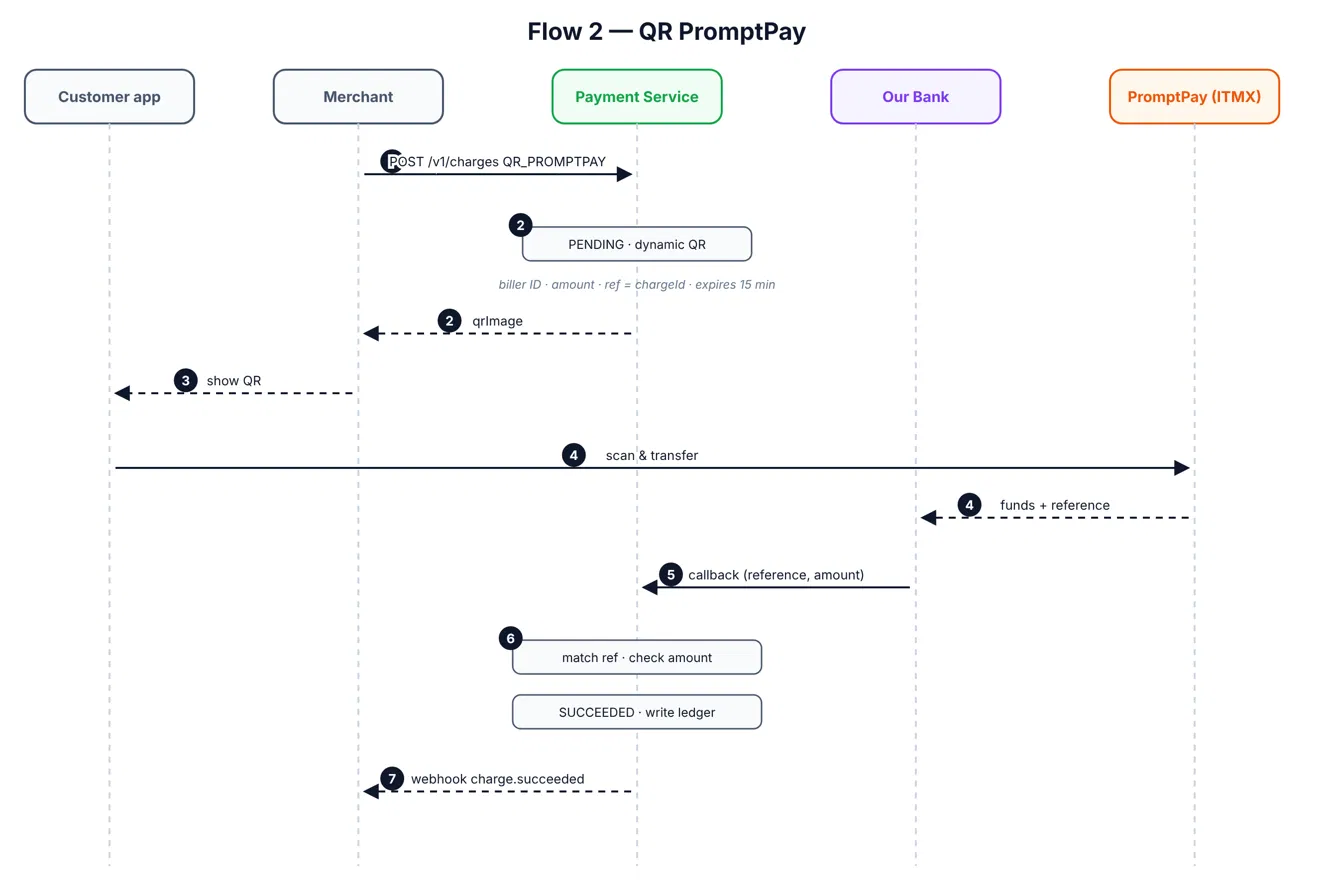 Flow 2 — QR PromptPay
Customer app
Merchant
Payment Service
Our Bank
PromptPay (ITMX)
POST /v1/charges QR_PROMPTPAY
2
PENDING · dynamic QR
biller ID · amount · ref = chargeId · expires 15 min
2 qrImage
3 show QR
4 scan & transfer
4 funds + reference
5 callback (reference, amount)
6
match ref · check amount
SUCCEEDED · write ledger
7 webhook charge.succeeded